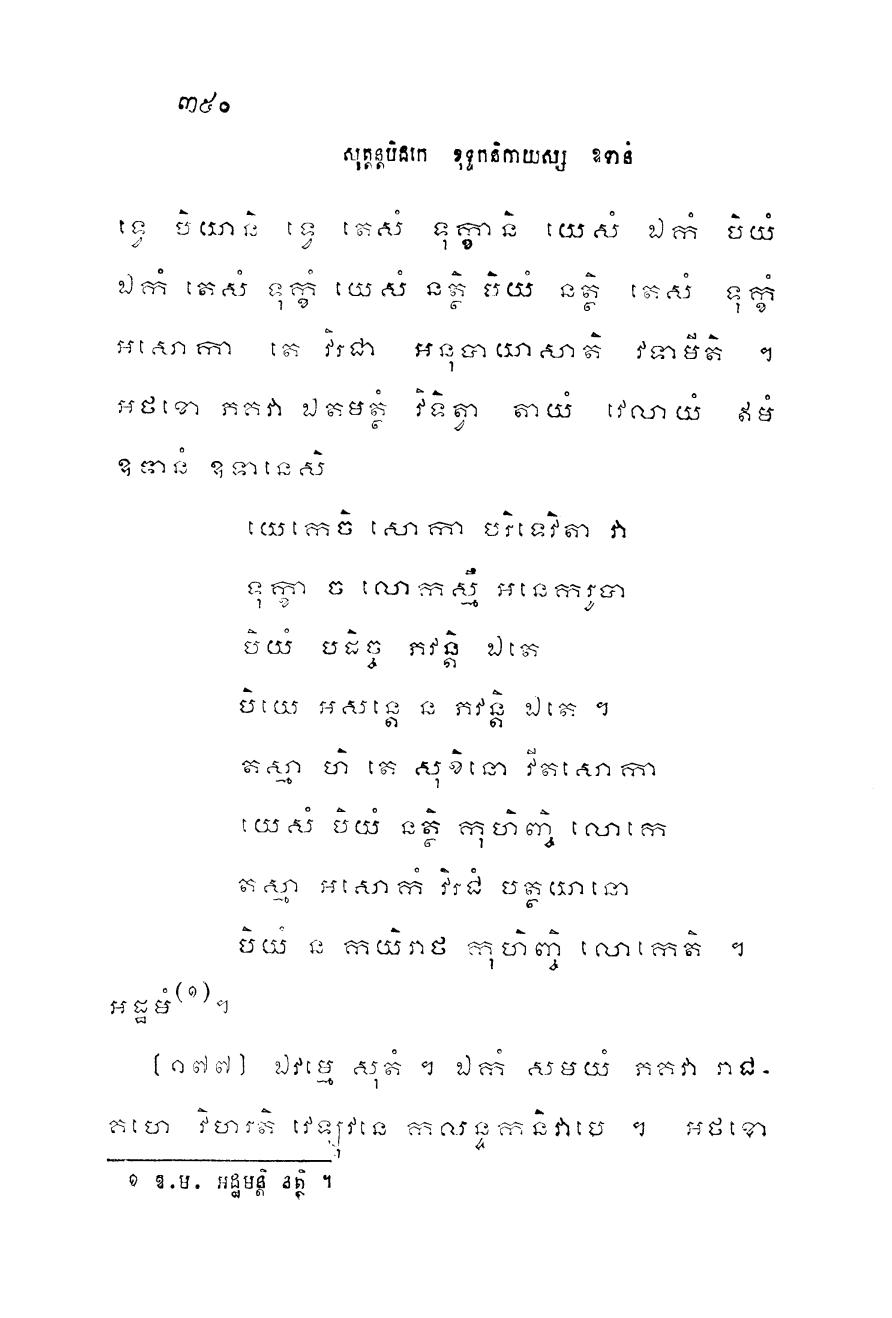 ៣៥០
សុត្តន្តបិដកេ ខុទ្ទកនិកាយស្ស ឧទានំ
ទ្វេ បិយានិ ទ្វេ តេសំ ទុក្ខានិ យេសំ ឯកំ បិយំ
ឯកំ តេសំ ទុក្ខំ យេសំ នត្ថិ បិយំ នត្ថិ តេសំ ទុក្ខំ
អសោកា តេ វិរជា អនុបាយាសាតិ វទាមីតិ ។
អថខោ ភគវា ឯតមត្ថំ វិទិត្វា តាយំ វេលាយំ ឥមំ
ឧទានំ ឧទានេសិ
យេកេចិ សោកា បរិទេវិតា វា
ទុក្ខា ច លោកស្មឹ អនេករូបា
បិយំ បដិច្ច ភវន្តិ ឯតេ
បិយេ អសន្តេ ន ភវន្តិ ឯតេ ។
តស្មា ហិ តេ សុខិនោ វីតសោកា
យេសំ បិយំ នត្ថិ កុហិញ្ចិ លោកេ
តស្មា អសោកំ វិរជំ បត្ថយានោ
បិយំ ន កយិរាថ កុហិញ្ចិ លោកេតិ ។
អដ្ឋមំ(១)។
[១៧៧] ឯវម្មេ សុតំ ។ ឯកំ សមយំ ភគវា រាជ-
គហេ វិហរតិ វេឡុវនេ កលន្ទកនិវាបេ ។ អថខោ
១ ឱ.ម. អដ្ឋមន្តិ នត្ថិ ។